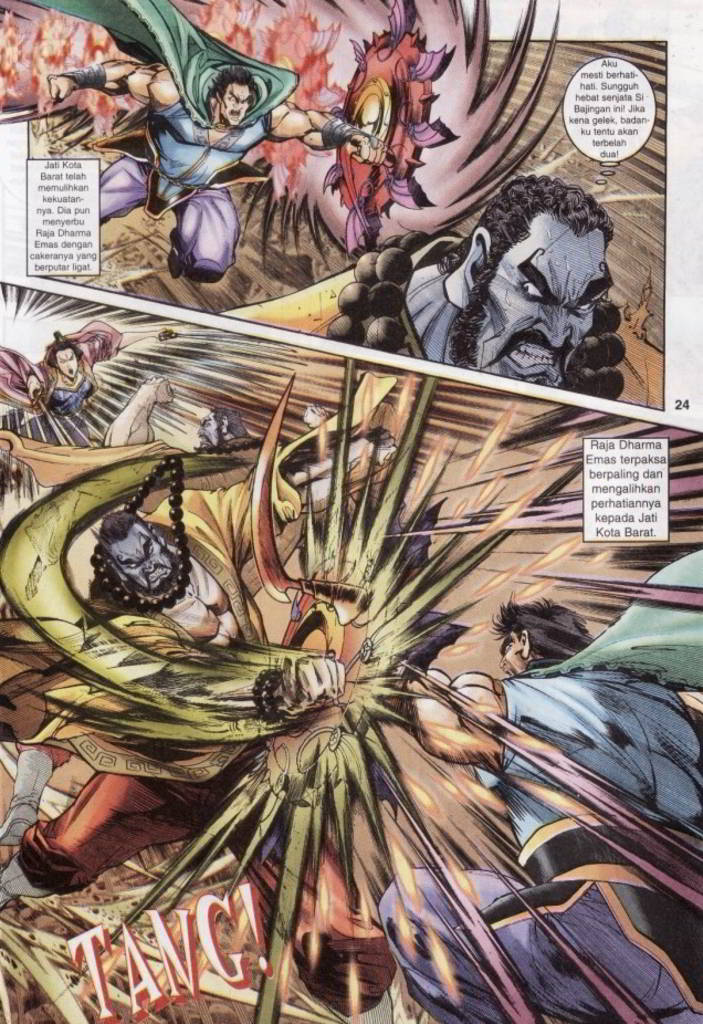 Jati Kota
Barat telah
memulihkan
kekuatan-
nya. Dia pun
menyerbu
Raja Dharma
Emas dengan
cakeranya yang
berputar ligat.
Aku
mesti berhati-
hati. Sungguh
hebat senjata Si
Bajingan ini! Jika
kena gelek, badan-
ku tentu akan
terbelah
dua!
24
Raja Dharma
Emas terpaksa
berpaling dan
mengalihkan
perhatiannya
kepada Jati
Kota Barat.
TANG!